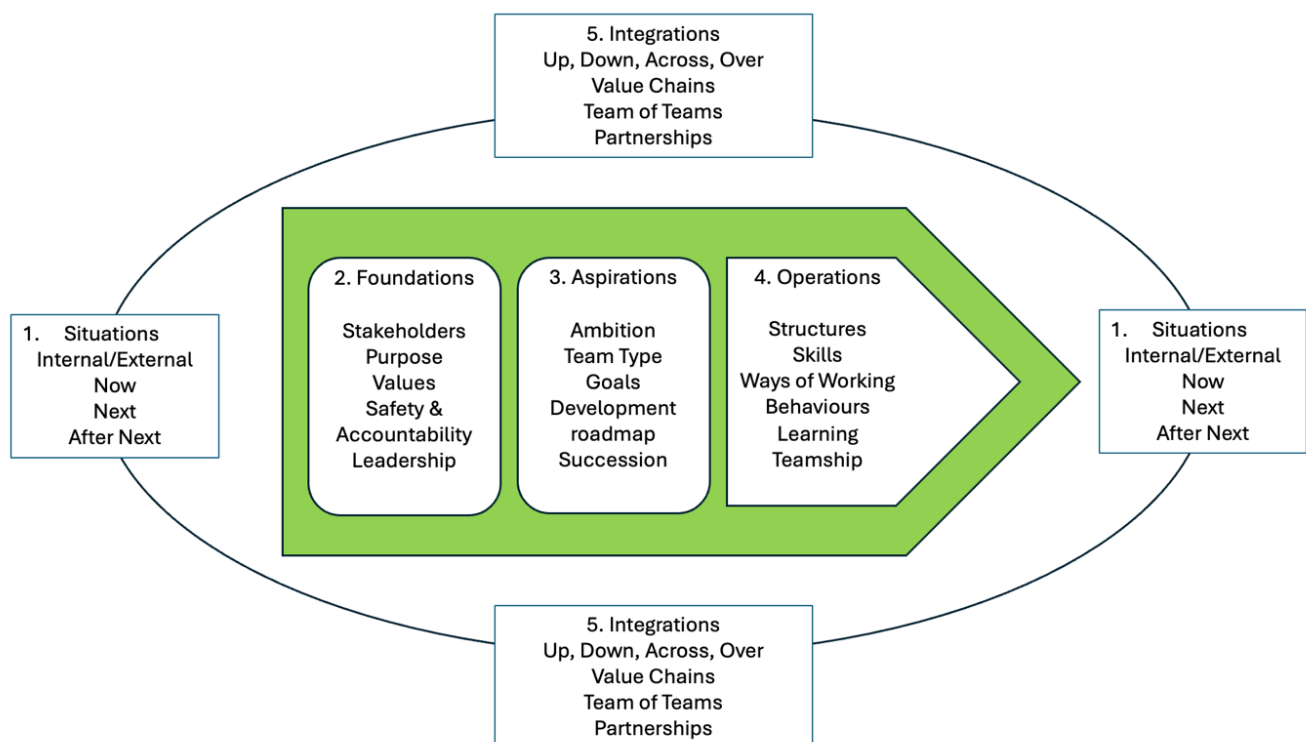 5. Integrations
Up, Down, Across, Over
Value Chains
Team of Teams
Partnerships
1. Situations
Internal/External
Now
Next
After Next
2. Foundations
Stakeholders
Purpose
Values
Safety &
Accountability
Leadership
3. Aspirations
Ambition
Team Type
Goals
Development
roadmap
Succession
4. Operations
Structures
Skills
Ways of Working
Behaviours
Learning
Teamship
1. Situations
Internal/External
Now
Next
After Next
5. Integrations
Up, Down, Across, Over
Value Chains
Team of Teams
Partnerships